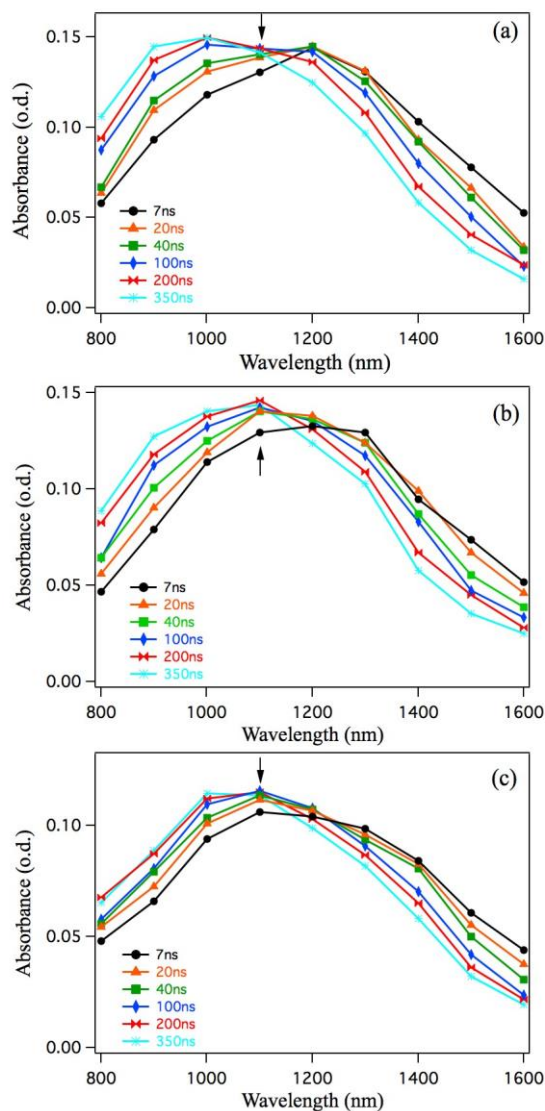 (a)
0.15
0.10
0.05
0.00
Absorbance (o.d.)
7ns
20ns
40ns
100ns
200ns
350ns
800 1000 1200 1400 1600
Wavelength (nm)
(b)
0.15
0.10
0.05
0.00
Absorbance (o.d.)
7ns
20ns
40ns
100ns
200ns
350ns
800 1000 1200 1400 1600
Wavelength (nm)
(c)
0.10
0.05
0.00
Absorbance (o.d.)
7ns
20ns
40ns
100ns
200ns
350ns
800 1000 1200 1400 1600
Wavelength (nm)